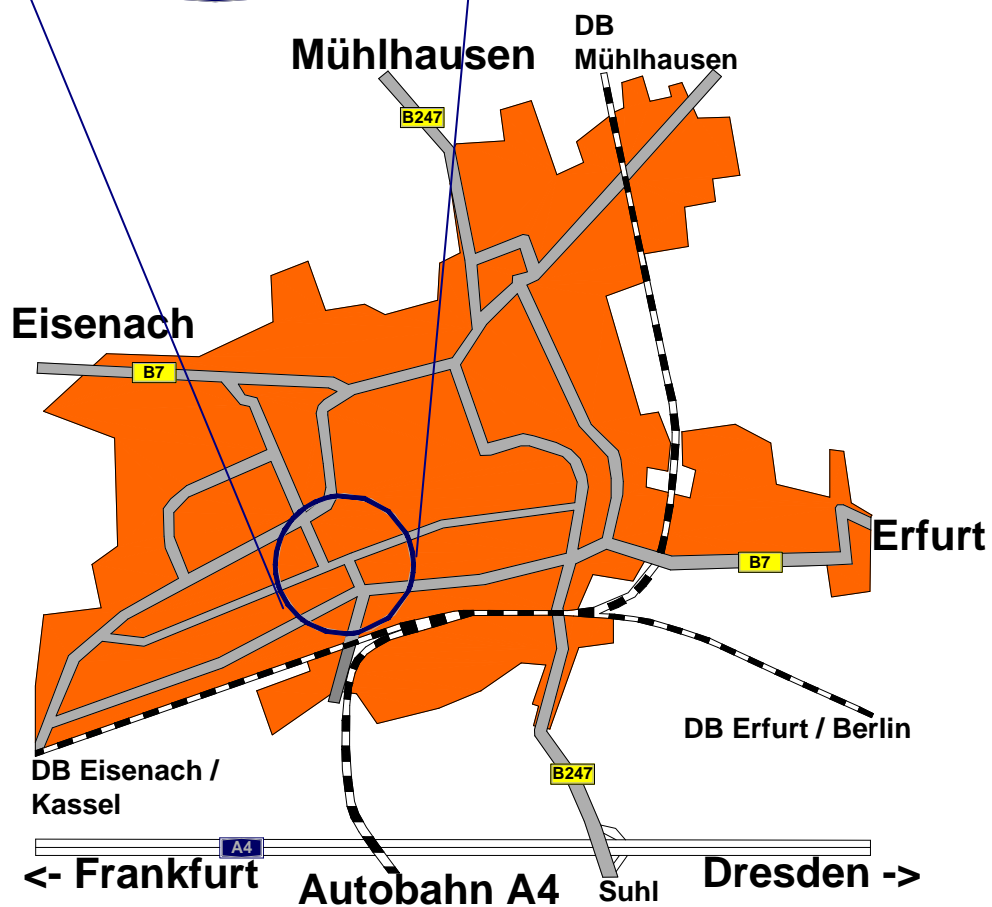 DB
Mühlhausen
Mühlhausen
B247
Eisenach
B7
Erfurt
B7
DB Erfurt / Berlin
DB Eisenach /
Kassel
B247
A4
<- Frankfurt
Autobahn A4
Suhl
Dresden ->